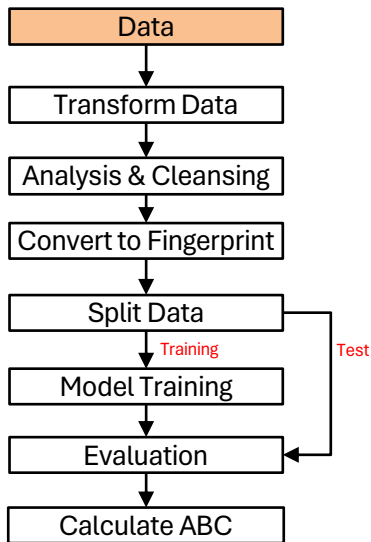 Data
Transform Data
Analysis & Cleansing
Convert to Fingerprint
Split Data
Training
Test
Model Training
Evaluation
Calculate ABC